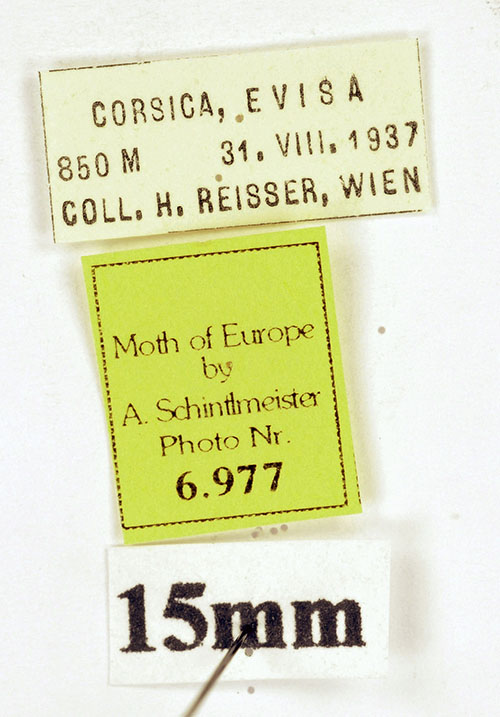 CORSICA, EVISA
850 M 31. VIII. 1937
COLL. H. REISSER, WIEN
Moth of Europe
by
A. Schintlmeister
Photo Nr.
6.977
15mm